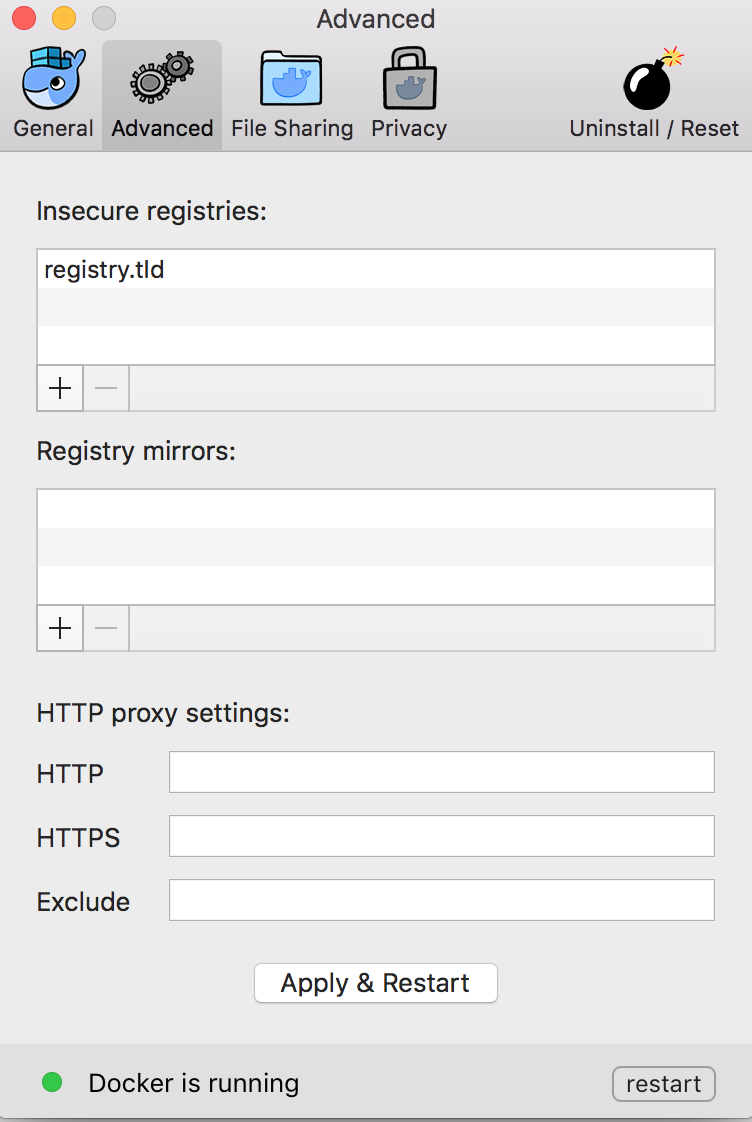 Advanced
General Advanced File Sharing Privacy Uninstall / Reset
Insecure registries:
registry.tld
Registry mirrors:
HTTP proxy settings:
HTTP
HTTPS
Exclude
Apply & Restart
Docker is running restart